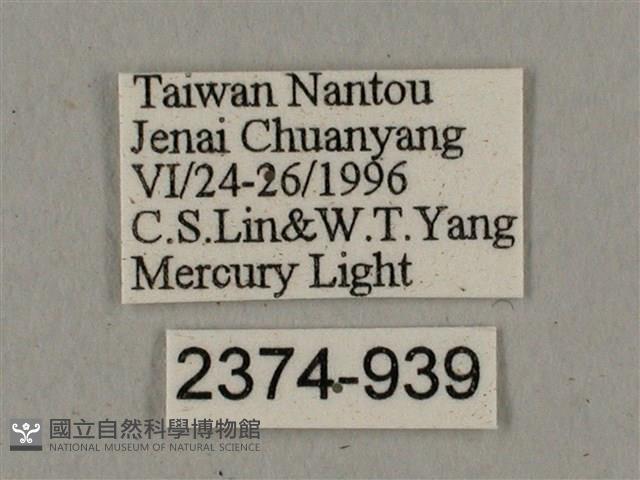 Taiwan Nantou
Jenai Chuanyang
VI/24-26/1996
C.S.Lin&W.T.Yang
Mercury Light
2374-939
國立自然科學博物館
NATIONAL MUSEUM OF NATURAL SCIENCE